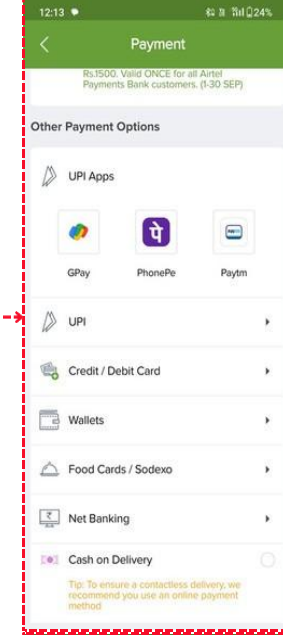 12:13
24%
Payment
Rs.1500. Valid ONCE for all Airtel
Payments Bank customers. (1-30 SEP)
Other Payment Options
UPI Apps
पे
GPay
PhonePe
Paytm
UPI
Credit / Debit Card
Wallets
Food Cards / Sodexo
₹
Net Banking
Cash on Delivery
Tip: To ensure a contactless delivery, we
recommend you use an online payment
method